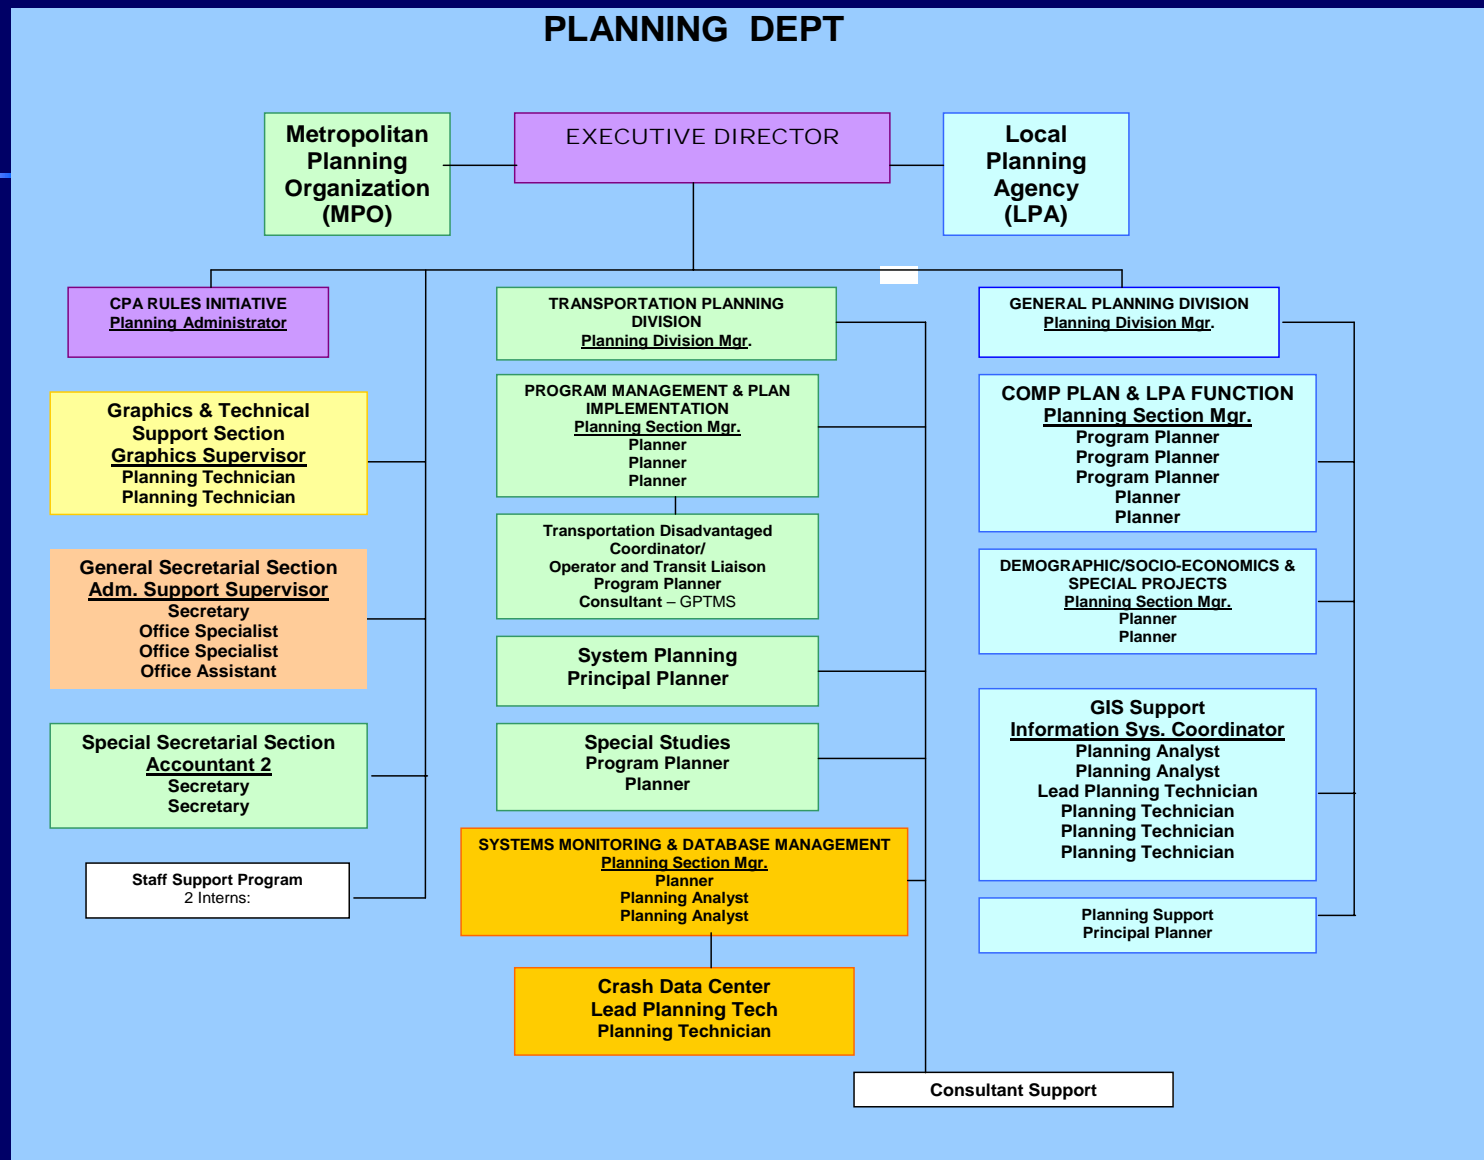 PLANNING DEPT
Metropolitan
Planning
Organization
(MPO)
EXECUTIVE DIRECTOR
Local
Planning
Agency
(LPA)
CPA RULES INITIATIVE
Planning Administrator
Graphics & Technical
Support Section
Graphics Supervisor
Planning Technician
Planning Technician
General Secretarial Section
Adm. Support Supervisor
Secretary
Office Specialist
Office Specialist
Office Assistant
Special Secretarial Section
Accountant 2
Secretary
Secretary
Staff Support Program
2 Interns:
TRANSPORTATION PLANNING
DIVISION
Planning Division Mgr.
PROGRAM MANAGEMENT & PLAN
IMPLEMENTATION
Planning Section Mgr.
Planner
Planner
Planner
Transportation Disadvantaged
Coordinator/
Operator and Transit Liaison
Program Planner
Consultant – GPTMS
System Planning
Principal Planner
Special Studies
Program Planner
Planner
SYSTEMS MONITORING & DATABASE MANAGEMENT
Planning Section Mgr.
Planner
Planning Analyst
Planning Analyst
Crash Data Center
Lead Planning Tech
Planning Technician
Consultant Support
GENERAL PLANNING DIVISION
Planning Division Mgr.
COMP PLAN & LPA FUNCTION
Planning Section Mgr.
Program Planner
Program Planner
Program Planner
Planner
Planner
DEMOGRAPHIC/SOCIO-ECONOMICS &
SPECIAL PROJECTS
Planning Section Mgr.
Planner
Planner
GIS Support
Information Sys. Coordinator
Planning Analyst
Planning Analyst
Lead Planning Technician
Planning Technician
Planning Technician
Planning Technician
Planning Support
Principal Planner